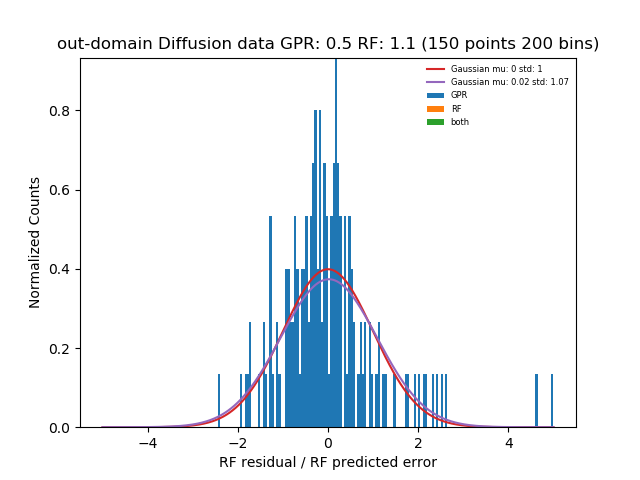 out-domain Diffusion data GPR: 0.5 RF: 1.1 (150 points 200 bins)
Gaussian mu: 0 std: 1
Gaussian mu: 0.02 std: 1.07
GPR
RF
both
Normalized Counts
0.8
0.6
0.4
0.2
0.0
−4
−2
0
2
4
RF residual / RF predicted error